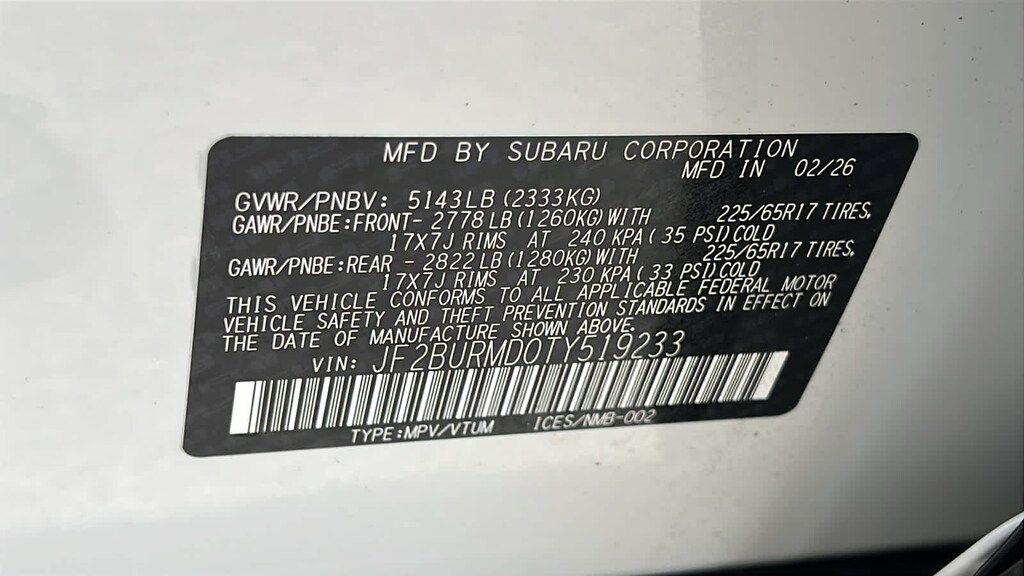 MFD BY SUBARU CORPORATION
MFD IN 02/26
GVWR/PNBV: 5143LB(2333KG)
GAWR/PNBE:FRONT- 2778LB(1260KG)WITH 225/65R17 TIRES,
17X7J RIMS AT 240 KPA( 35 PSI)COLD
GAWR/PNBE:REAR - 2822LB(1280KG)WITH 225/65R17 TIRES,
17X7J RIMS AT 230 KPA( 33 PSI)COLD
THIS VEHICLE CONFORMS TO ALL APPLICABLE FEDERAL MOTOR
VEHICLE SAFETY AND THEFT PREVENTION STANDARDS IN EFFECT ON
THE DATE OF MANUFACTURE SHOWN ABOVE.
VIN: JF2BURMD0TY519233
TYPE:MPV/VTUM ICES/NMB-002